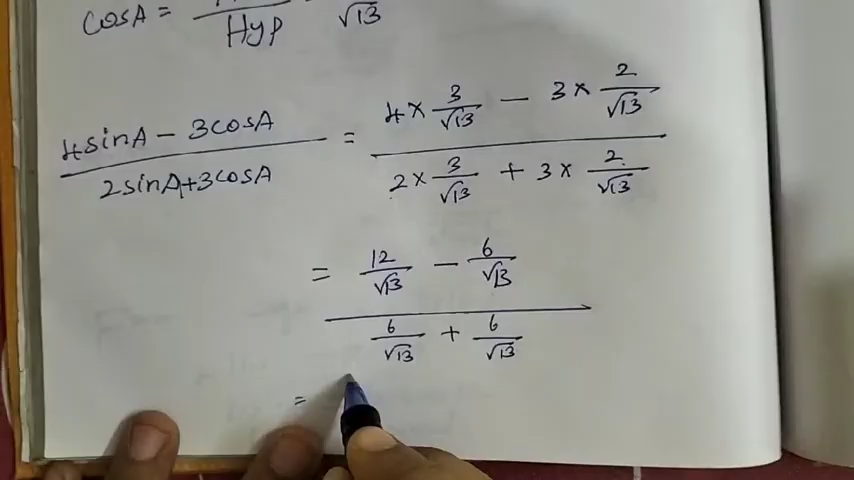 cosA = / Hyp √13
4sinA − 3cosA / 2sinA+3cosA = 4× 3/√13 − 3× 2/√13 / 2× 3/√13 + 3× 2/√13
= 12/√13 − 6/√13 / 6/√13 + 6/√13
=